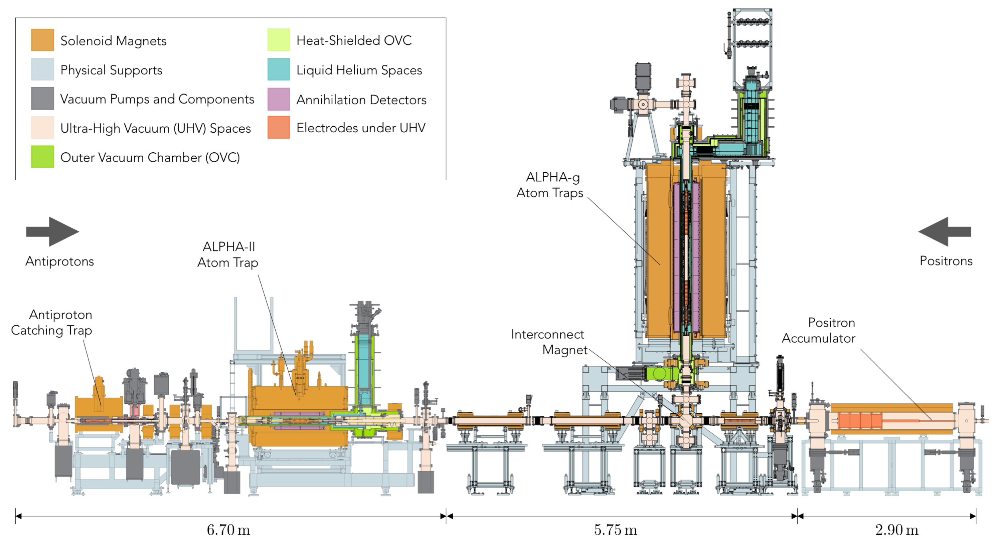 Solenoid Magnets
Physical Supports
Vacuum Pumps and Components
Ultra-High Vacuum (UHV) Spaces
Outer Vacuum Chamber (OVC)
Heat-Shielded OVC
Liquid Helium Spaces
Annihilation Detectors
Electrodes under UHV
ALPHA-g
Atom Traps
Antiprotons
ALPHA-II
Atom Trap
Positrons
Antiproton
Catching Trap
Interconnect
Magnet
Positron
Accumulator
6.70 m
5.75 m
2.90 m